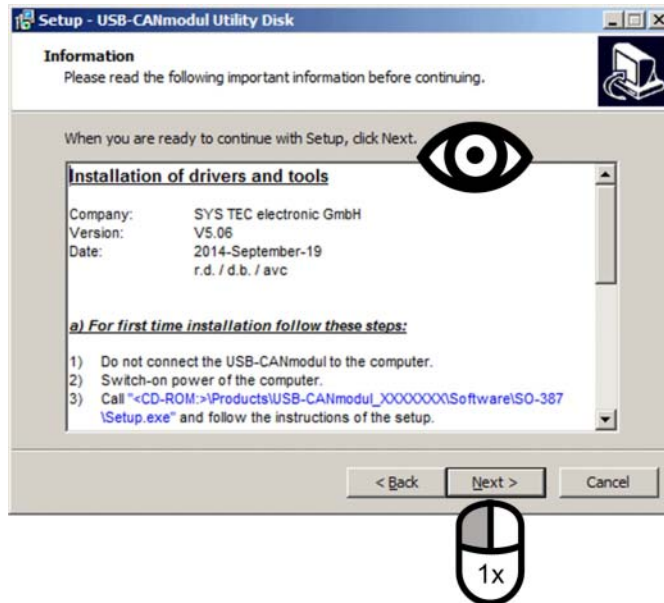 Setup - USB-CANmodul Utility Disk
Information
Please read the following important information before continuing.
When you are ready to continue with Setup, click Next.
Installation of drivers and tools
Company: SYS TEC electronic GmbH
Version: V5.06
Date: 2014-September-19
r.d. / d.b. / avc
a) For first time installation follow these steps:
1) Do not connect the USB-CANmodul to the computer.
2) Switch-on power of the computer.
3) Call "<CD-ROM:>\Products\USB-CANmodul_XXXXXXX\Software\SO-387
\Setup.exe" and follow the instructions of the setup.
< Back Next > Cancel
1x